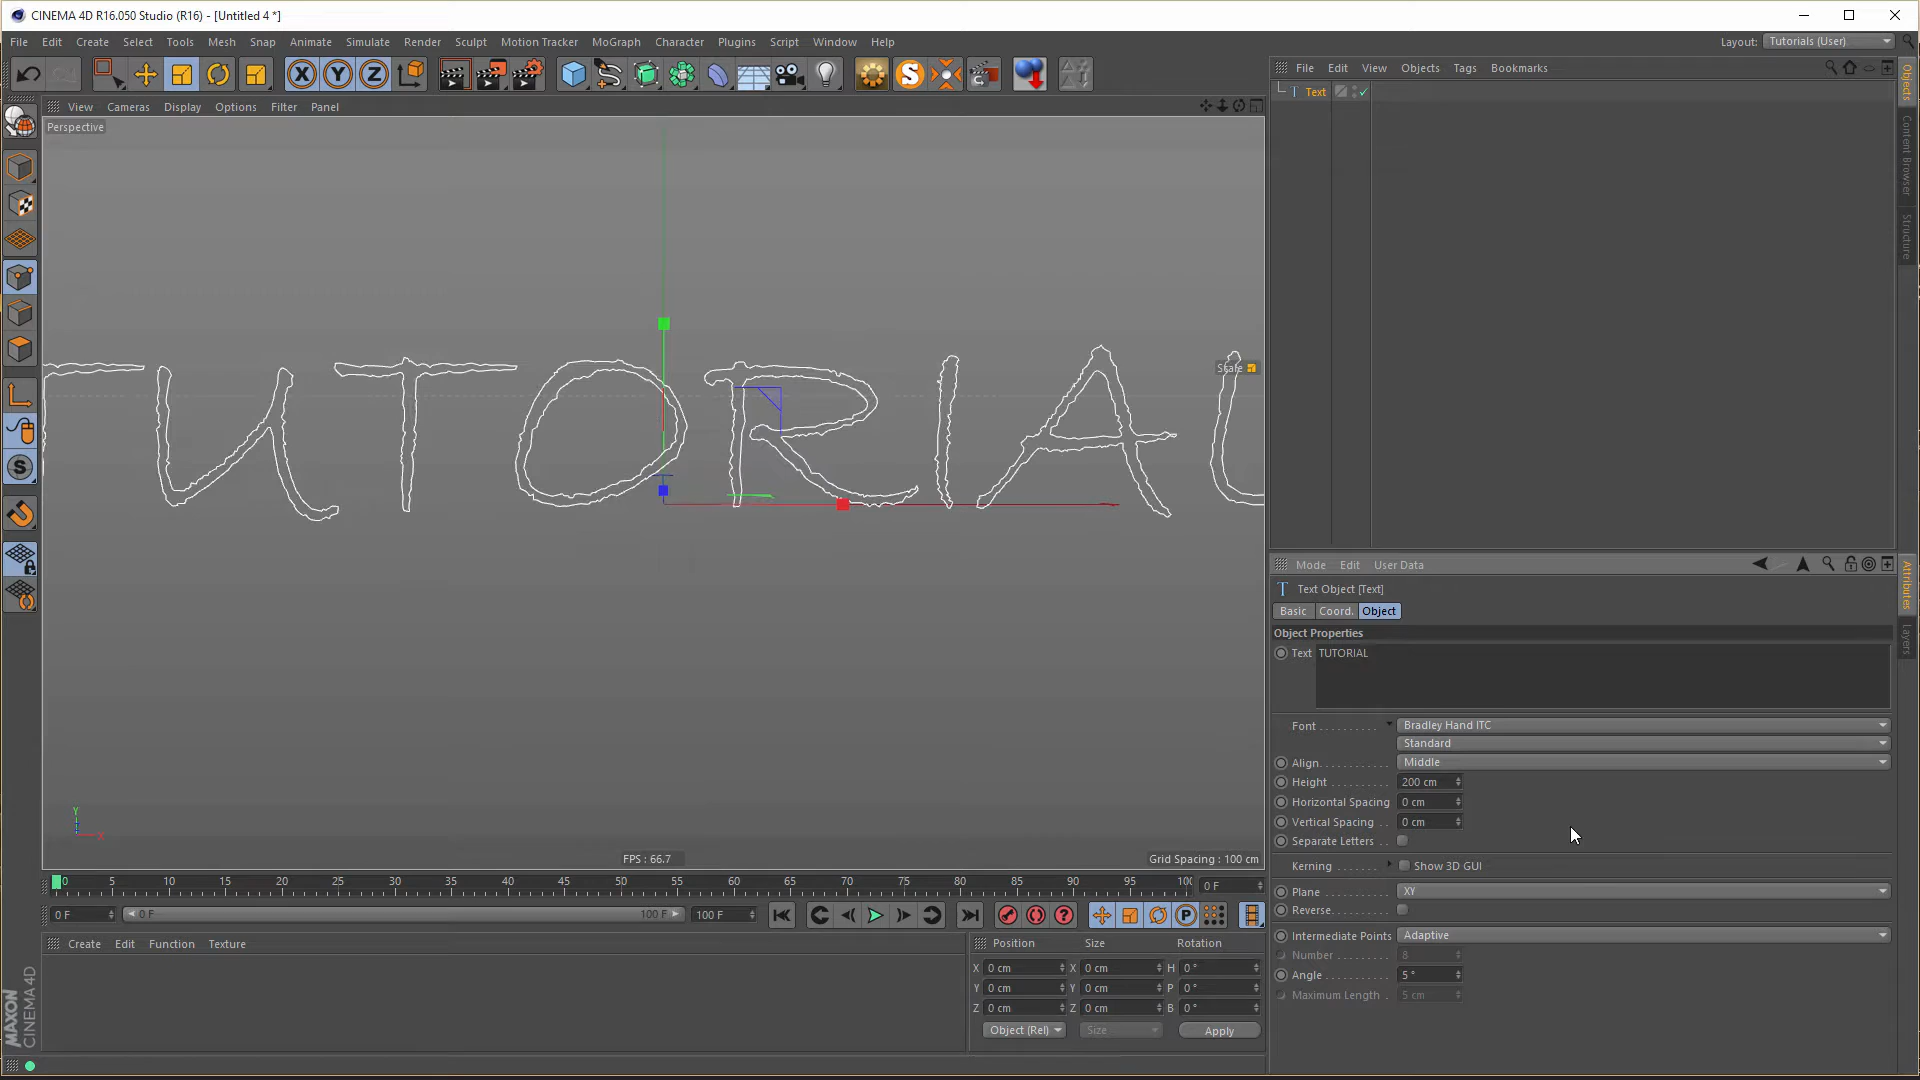 CINEMA 4D R16.050 Studio (R16) - [Untitled 4 *]
File Edit Create Select Tools Mesh Snap Animate Simulate Render Sculpt Motion Tracker MoGraph Character Plugins Script Window Help Layout: Tutorials (User)
X Y Z S
File Edit View Objects Tags Bookmarks
Objects
Content Browser
Structure
Text
View Cameras Display Options Filter Panel
Perspective
TUTORIAL
Scale
Y
X
FPS : 66.7
Grid Spacing : 100 cm
0 5 10 15 20 25 30 35 40 45 50 55 60 65 70 75 80 85 90 95 10 0 F
0 F 0 F 100 F 100 F P
Create Edit Function Texture
Position Size Rotation
X 0 cm X 0 cm H 0 °
Y 0 cm Y 0 cm P 0 °
Z 0 cm Z 0 cm B 0 °
Object (Rel) Size Apply
MAXON
CINEMA 4D
Mode Edit User Data
Attributes
Layers
Text Object [Text]
Basic Coord. Object
Object Properties
Text TUTORIAL
Font . . . . . . . . . . Bradley Hand ITC
Standard
Align. . . . . . . . . . Middle
Height . . . . . . . . . 200 cm
Horizontal Spacing 0 cm
Vertical Spacing . . 0 cm
Separate Letters . .
Kerning . . . . . . . Show 3D GUI
Plane . . . . . . . . . . XY
Reverse. . . . . . . . .
Intermediate Points Adaptive
Number . . . . . . . . 8
Angle . . . . . . . . . . 5 °
Maximum Length . 5 cm